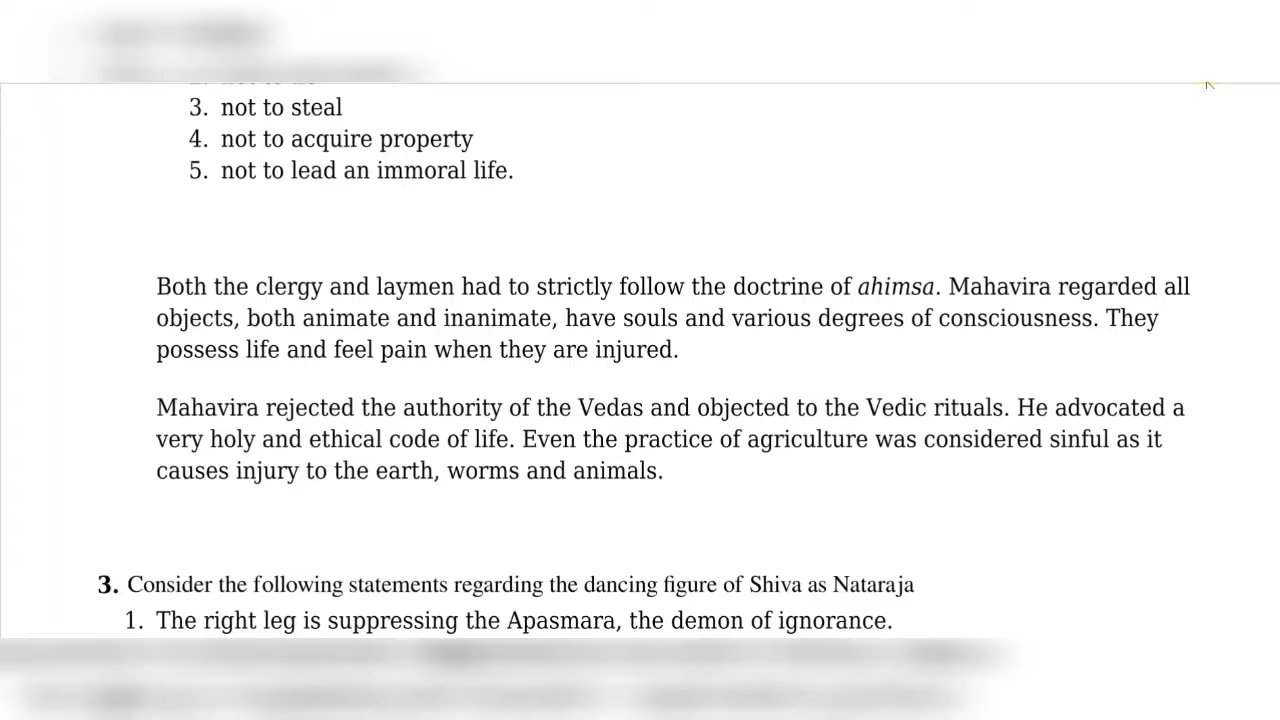 3. not to steal
4. not to acquire property
5. not to lead an immoral life.
Both the clergy and laymen had to strictly follow the doctrine of ahimsa. Mahavira regarded all
objects, both animate and inanimate, have souls and various degrees of consciousness. They
possess life and feel pain when they are injured.
Mahavira rejected the authority of the Vedas and objected to the Vedic rituals. He advocated a
very holy and ethical code of life. Even the practice of agriculture was considered sinful as it
causes injury to the earth, worms and animals.
3. Consider the following statements regarding the dancing figure of Shiva as Nataraja
1. The right leg is suppressing the Apasmara, the demon of ignorance.